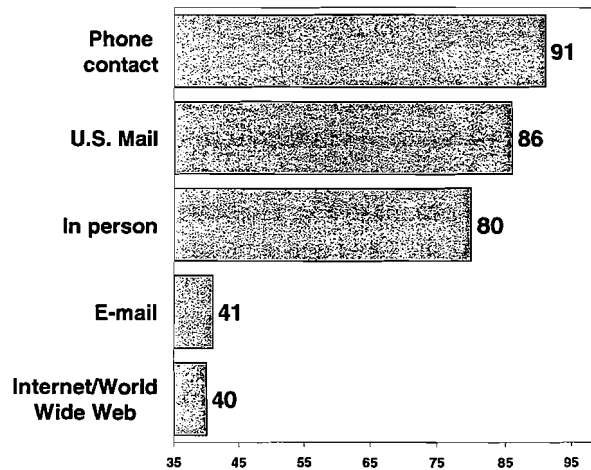 Phone
contact
91
U.S. Mail
86
In person
80
E-mail
41
Internet/World
Wide Web
40
35 45 55 65 75 85 95